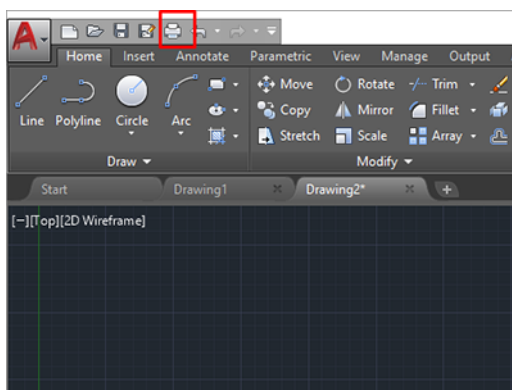 A
Home Insert Annotate Parametric View Manage Output
Move Rotate Trim
Line Polyline Circle Arc Copy Mirror Fillet
Stretch Scale Array
Draw Modify
Start Drawing1 Drawing2* +
[−][Top][2D Wireframe]